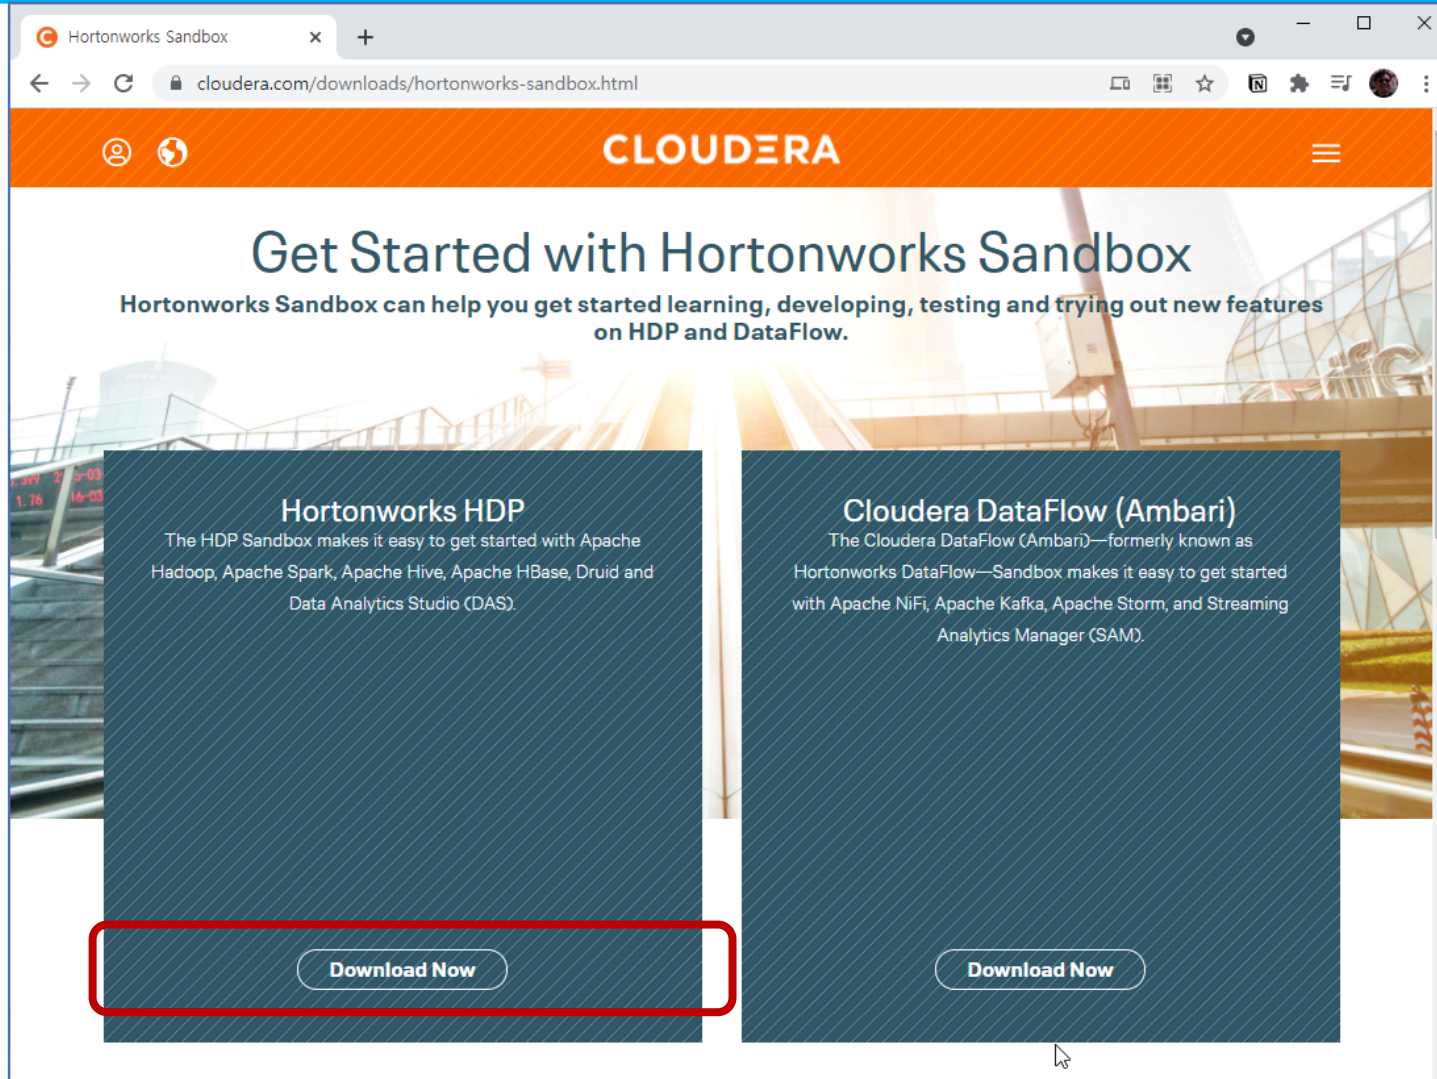 Hortonworks Sandbox
cloudera.com/downloads/hortonworks-sandbox.html
CLOUDERA
Get Started with Hortonworks Sandbox
Hortonworks Sandbox can help you get started learning, developing, testing and trying out new features
on HDP and DataFlow.
Hortonworks HDP
The HDP Sandbox makes it easy to get started with Apache
Hadoop, Apache Spark, Apache Hive, Apache HBase, Druid and
Data Analytics Studio (DAS).
Download Now
Cloudera DataFlow (Ambari)
The Cloudera DataFlow (Ambari)—formerly known as
Hortonworks DataFlow—Sandbox makes it easy to get started
with Apache NiFi, Apache Kafka, Apache Storm, and Streaming
Analytics Manager (SAM).
Download Now